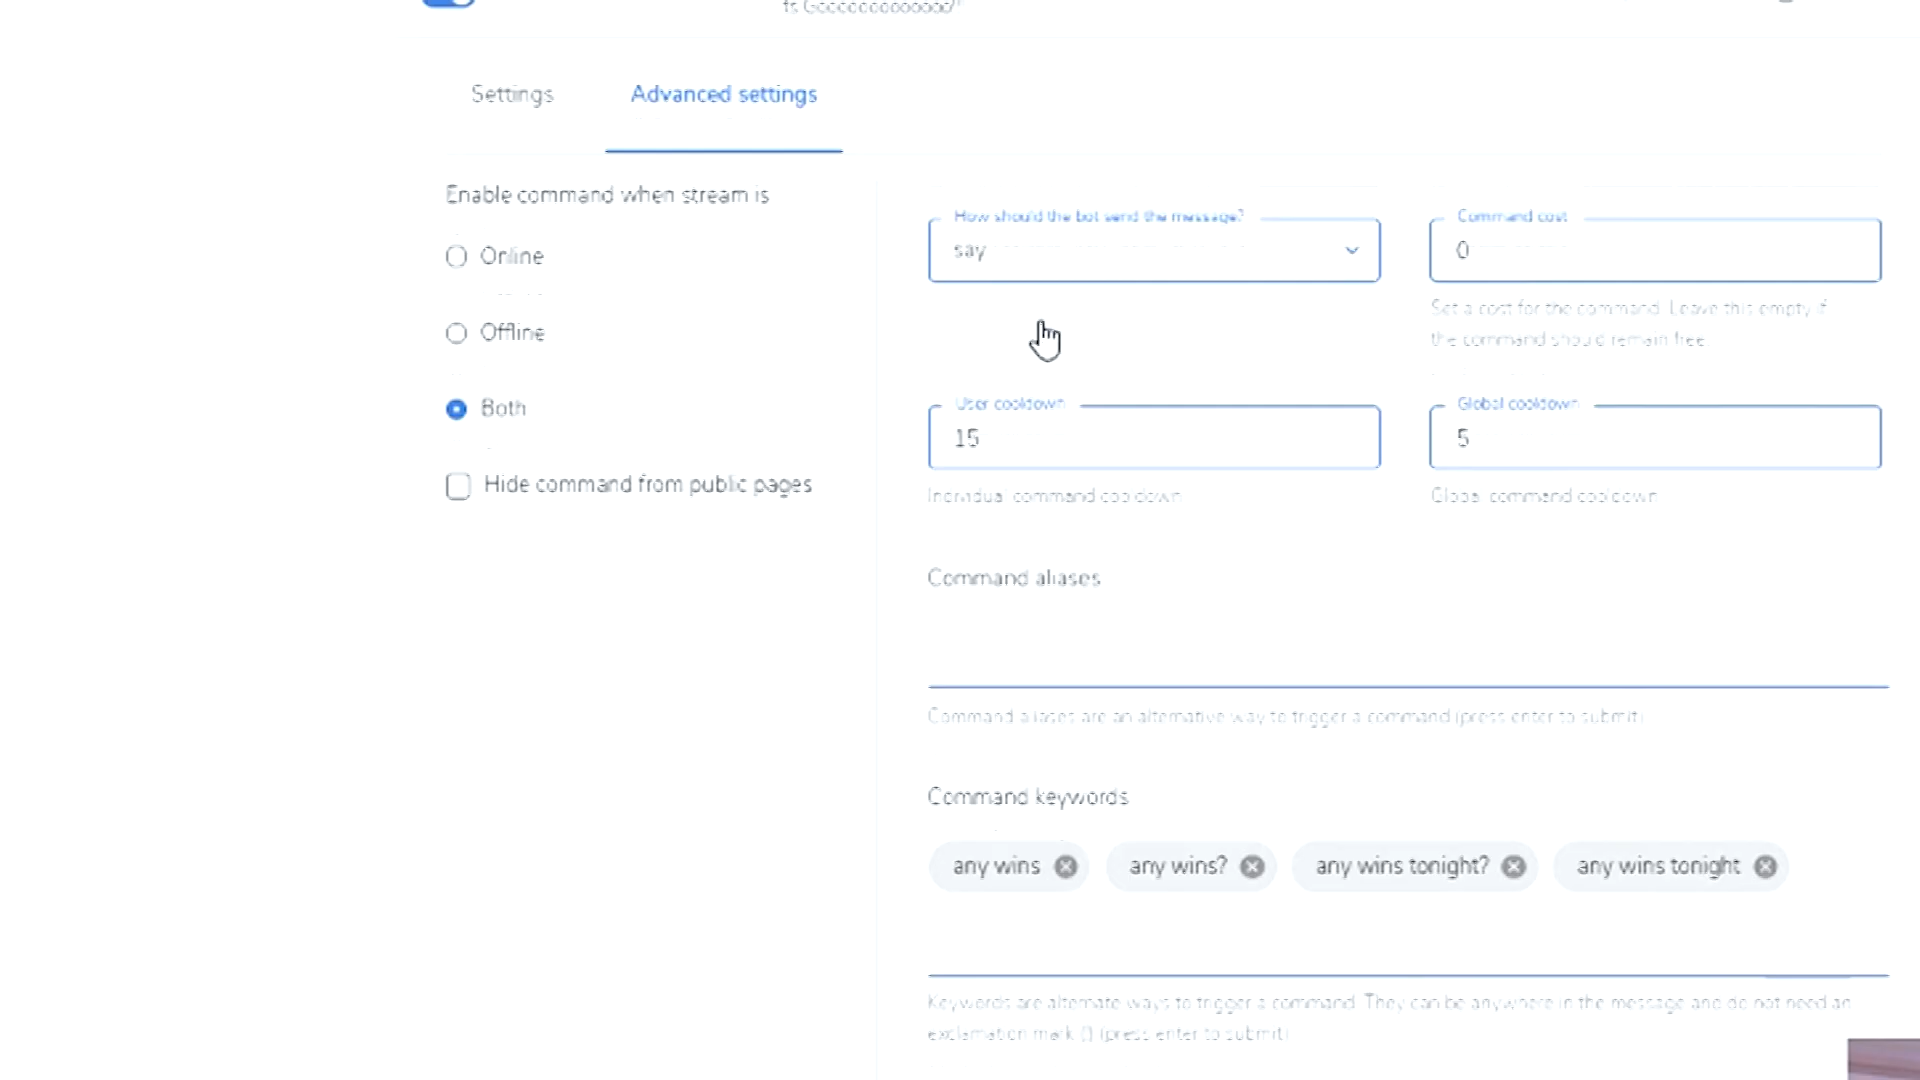 Settings
Advanced settings
Enable command when stream is
Online
Offline
Both
Hide command from public pages
How should the bot send the message?
say
Command cost
0
Set a cost for the command. Leave this empty if
the command should remain free
User cooldown
15
Individual command cooldown
Global cooldown
5
Global command cooldown
Command aliases
Command aliases are an alternative way to trigger a command (press enter to submit)
Command keywords
any wins
any wins?
any wins tonight?
any wins tonight
Keywords are alternate ways to trigger a command. They can be anywhere in the message and do not need an
exclamation mark (!) (press enter to submit)